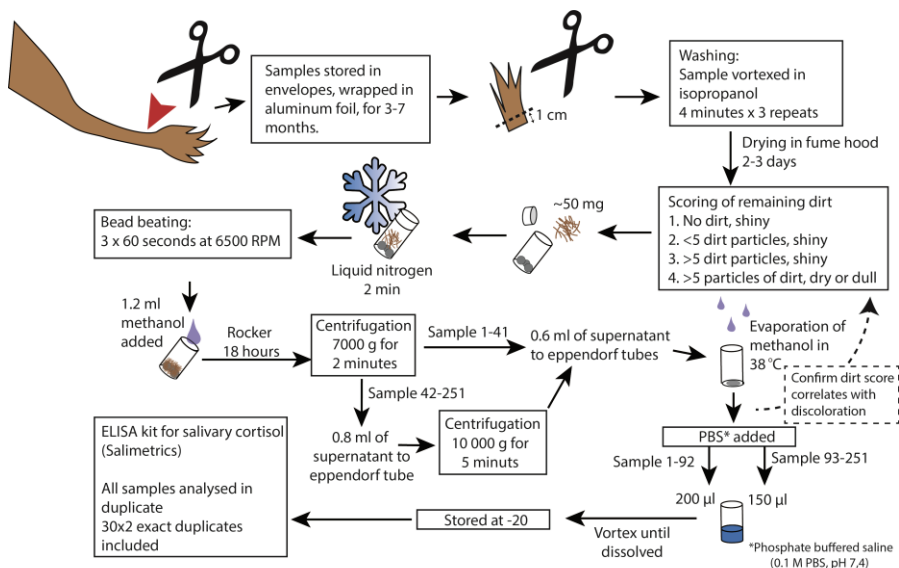 Samples stored in
envelopes, wrapped in
aluminum foil, for 3-7
months.
1 cm
Washing:
Sample vortexed in
isopropanol
4 minutes x 3 repeats
Drying in fume hood
2-3 days
Scoring of remaining dirt
1. No dirt, shiny
2. <5 dirt particles, shiny
3. >5 dirt particles, shiny
4. >5 particles of dirt, dry or dull
~50 mg
Liquid nitrogen
2 min
Bead beating:
3 x 60 seconds at 6500 RPM
1.2 ml
methanol
added
Rocker
18 hours
Centrifugation
7000 g for
2 minutes
Sample 1-41
Sample 42-251
0.8 ml of
supernatant to
eppendorf tube
Centrifugation
10 000 g for
5 minuts
0.6 ml of supernatant
to eppendorf tubes
Evaporation of
methanol in
38 °C
Confirm dirt score
correlates with
discoloration
PBS* added
Sample 1-92
Sample 93-251
200 µl
150 µl
*Phosphate buffered saline
(0.1 M PBS, pH 7,4)
Vortex until
dissolved
Stored at -20
ELISA kit for salivary cortisol
(Salimetrics)
All samples analysed in
duplicate
30x2 exact duplicates
included